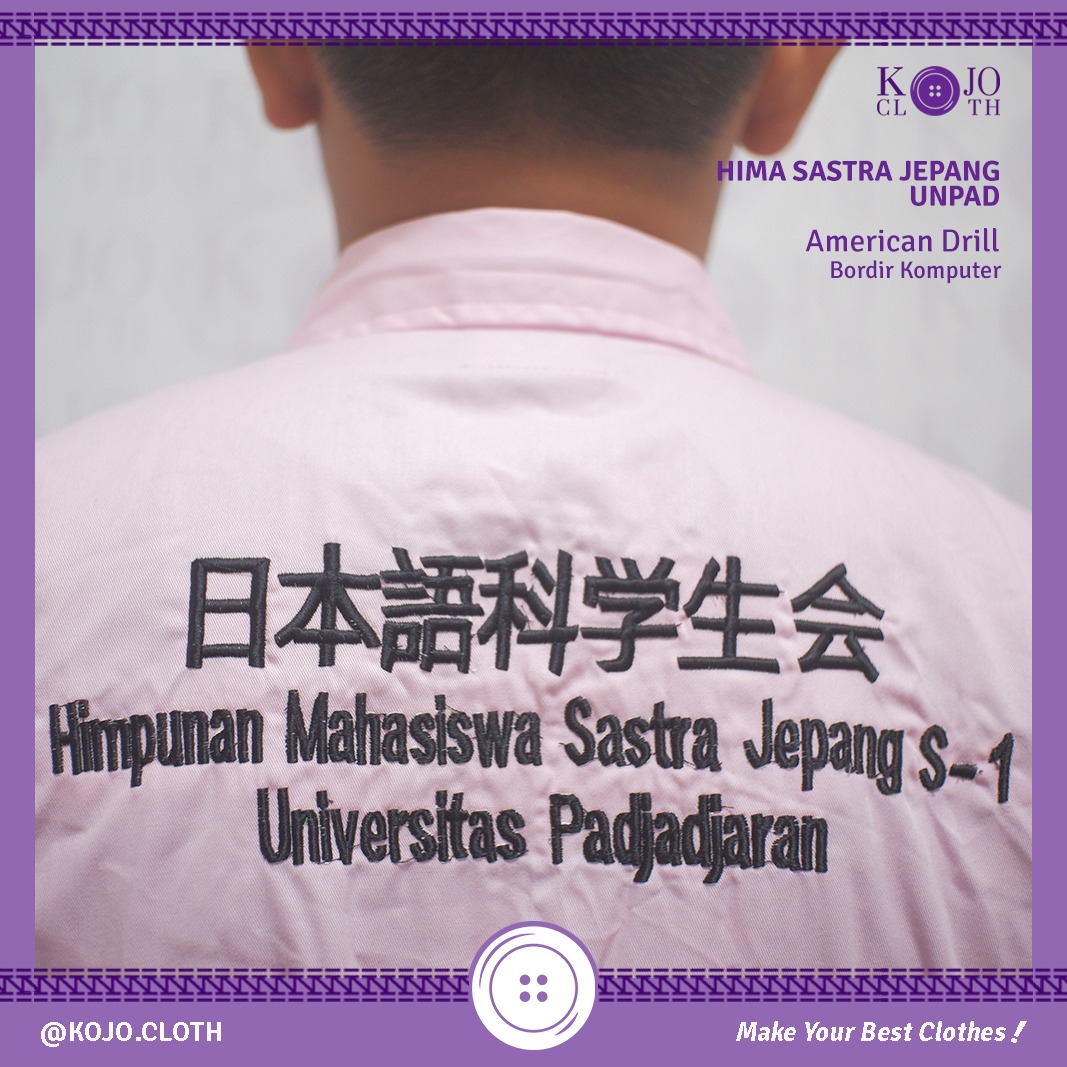 KOJO
CLOTH
HIMA SASTRA JEPANG
UNPAD
American Drill
Bordir Komputer
日本語科学生会
Himpunan Mahasiswa Sastra Jepang S-1
Universitas Padjadjaran
@KOJO.CLOTH
Make Your Best Clothes!